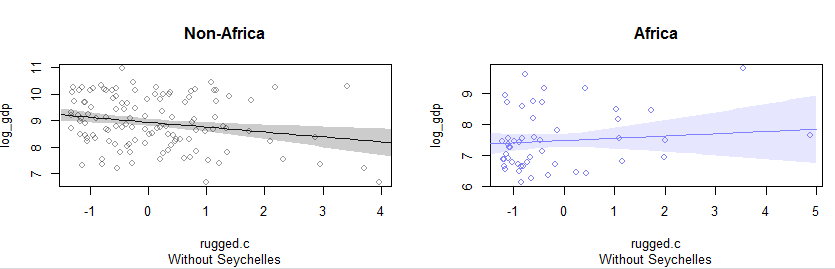 Non-Africa
log_gdp
11
10
9
8
7
-1 0 1 2 3 4
rugged.c
Without Seychelles
Africa
log_gdp
9
8
7
6
-1 0 1 2 3 4 5
rugged.c
Without Seychelles